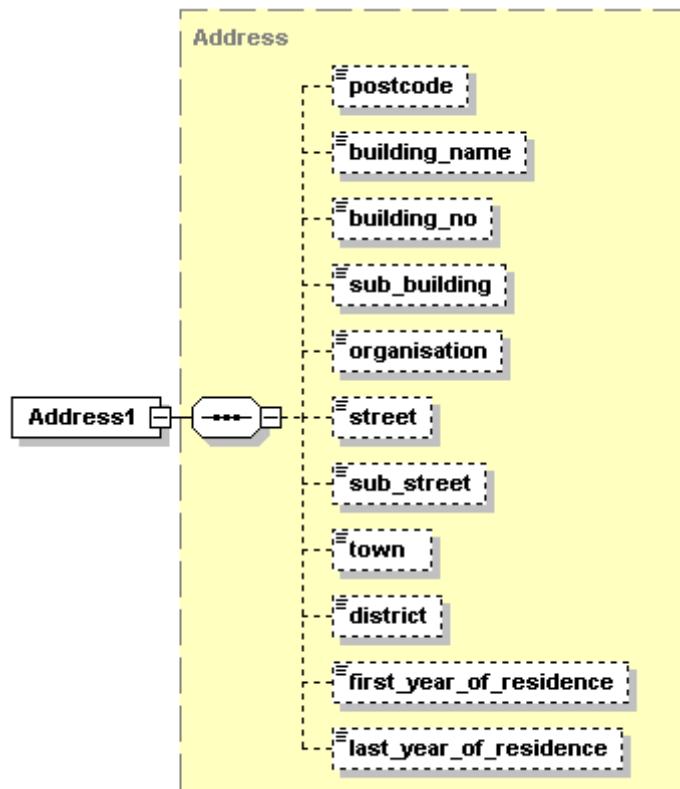 Address
postcode
building_name
building_no
sub_building
organisation
Address1
street
sub_street
town
district
first_year_of_residence
last_year_of_residence